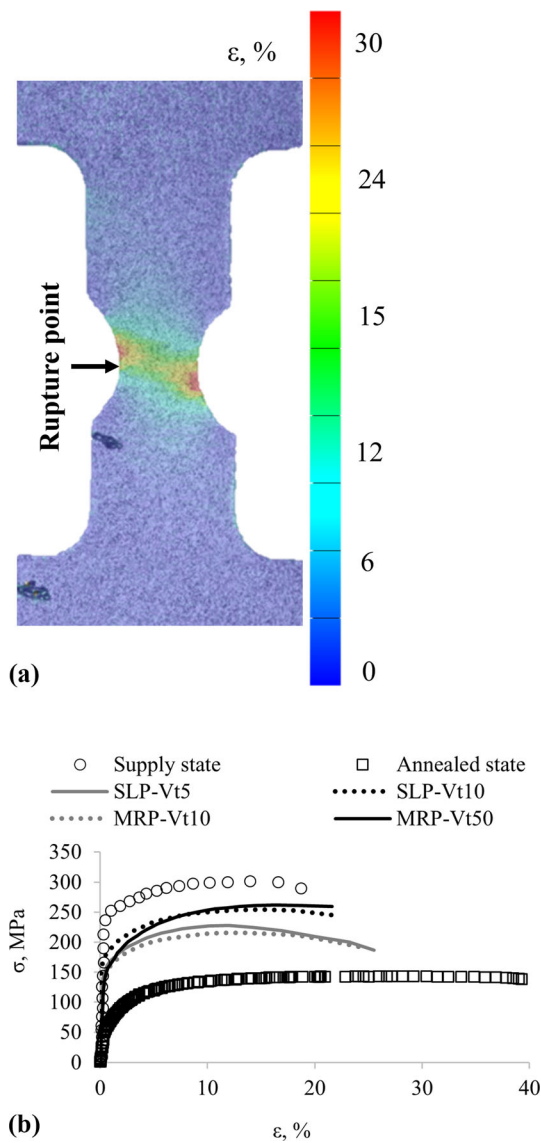 ε, %
30
24
15
12
6
0
Rupture point
(a)
Supply state
Annealed state
SLP-Vt5
SLP-Vt10
MRP-Vt10
MRP-Vt50
350
300
250
200
150
100
50
0
σ, MPa
0 10 20 30 40
ε, %
(b)